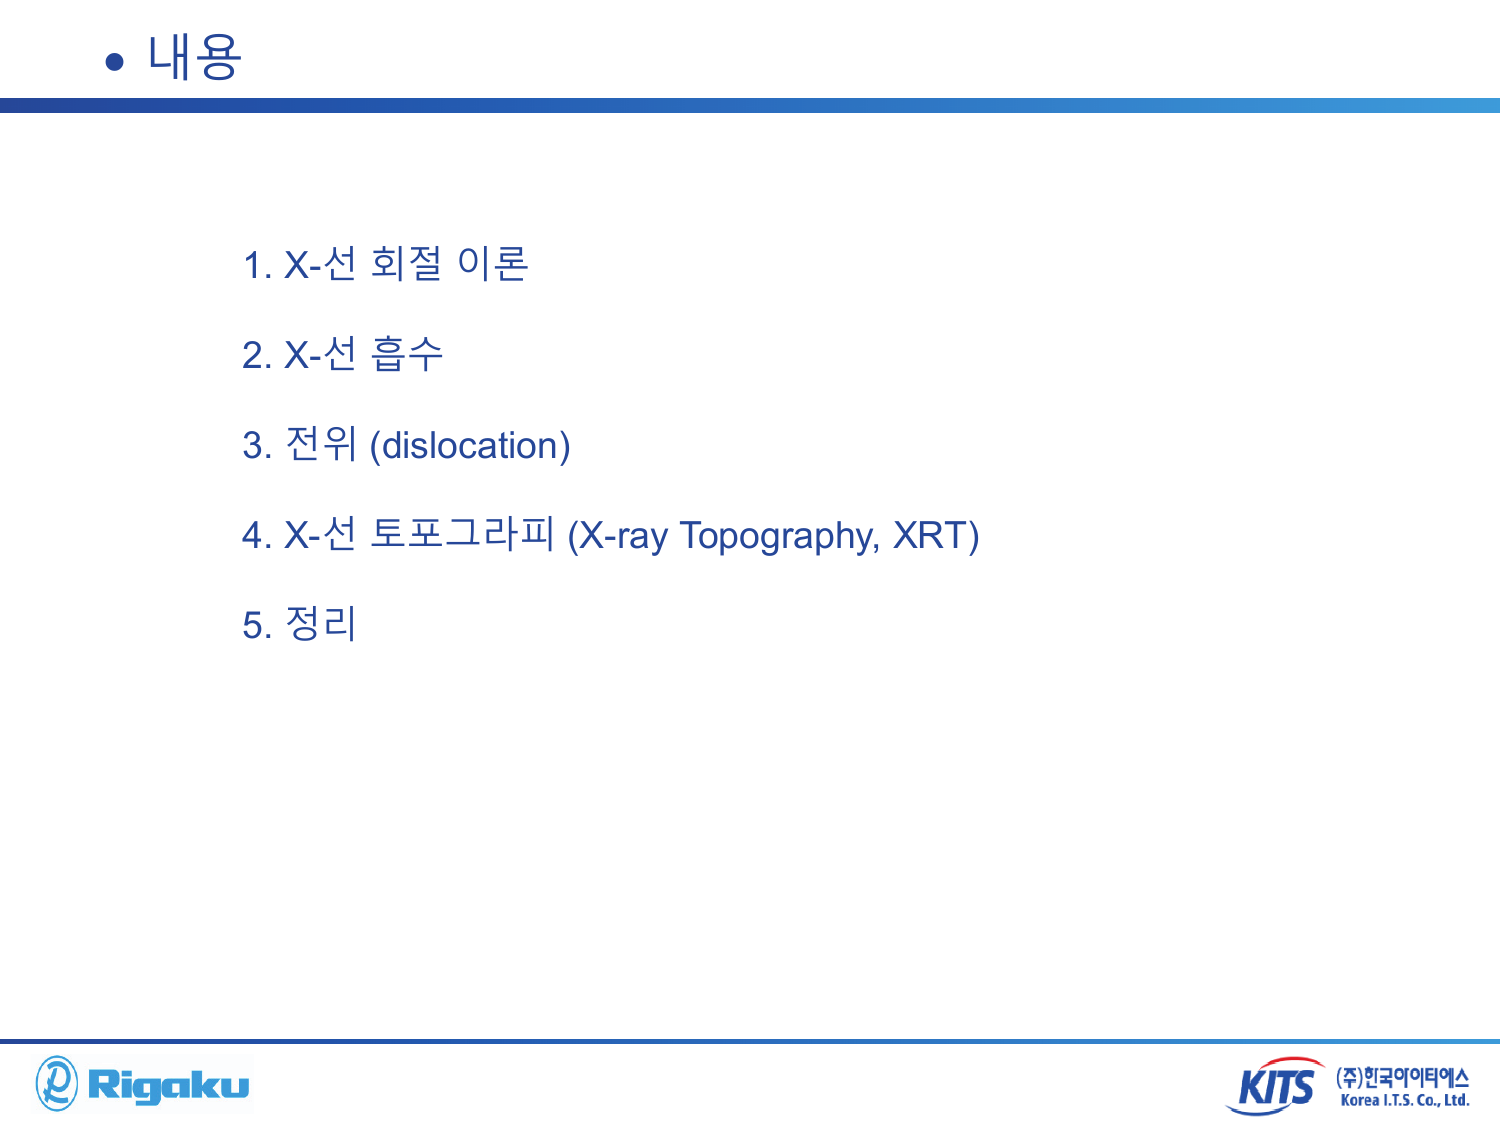 • 내용
1. X-선 회절 이론
2. X-선 흡수
3. 전위 (dislocation)
4. X-선 토포그라피 (X-ray Topography, XRT)
5. 정리
Rigaku
KITS
(주)한국아이티에스
Korea I.T.S. Co., Ltd.